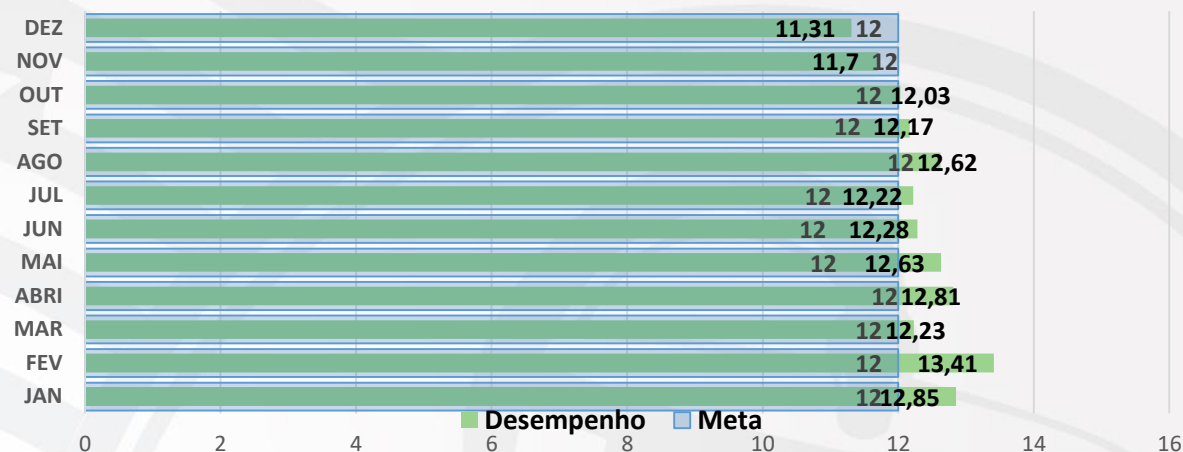 DEZ 11,31 12
NOV 11,7 12
OUT 12 12,03
SET 12 12,17
AGO 12 12,62
JUL 12 12,22
JUN 12 12,28
MAI 12 12,63
ABRI 12 12,81
MAR 12 12,23
FEV 12 13,41
JAN 12 12,85
Desempenho Meta
0 2 4 6 8 10 12 14 16